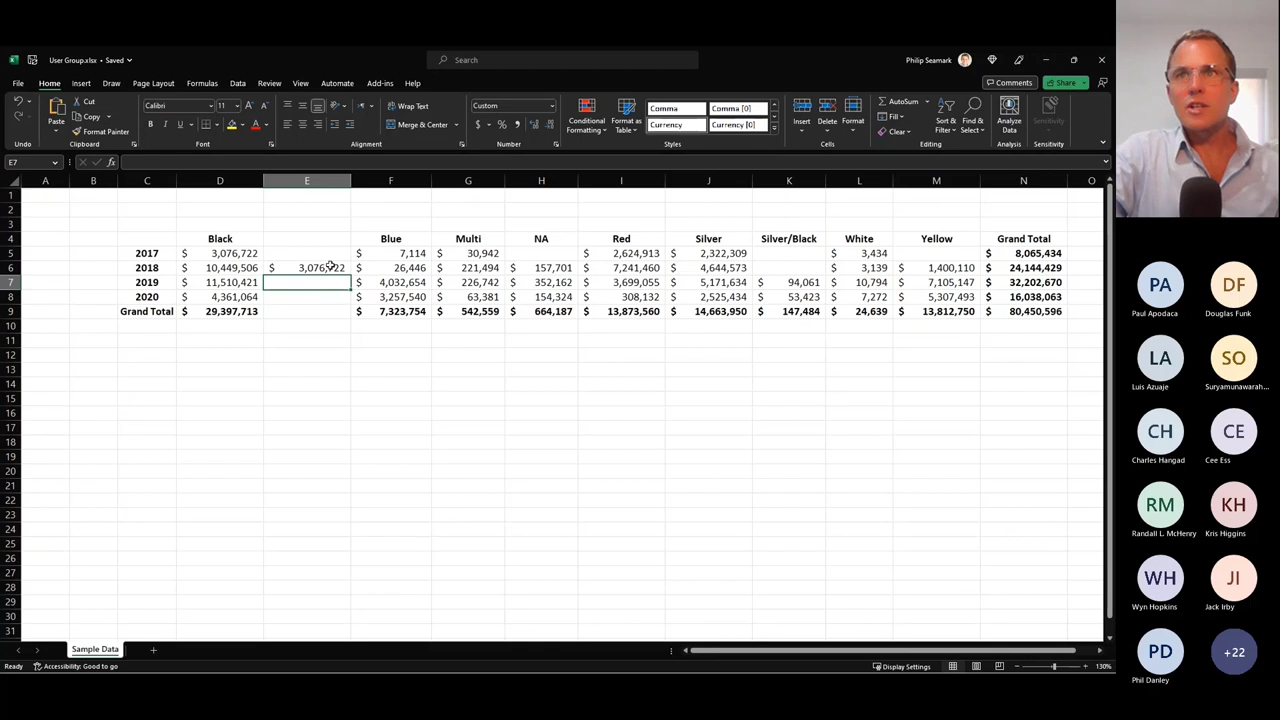 User Group.xlsx - Saved
Search
Philip Seamark
File Home Insert Draw Page Layout Formulas Data Review View Automate Add-ins Help
Comments Share
Paste
Cut
Copy
Format Painter
Clipboard
Calibri 11
B I U
Font
Wrap Text
Merge & Center
Alignment
Custom
$ % 9
Number
Conditional Formatting
Format as Table
Comma Comma [0]
Currency Currency [0]
Styles
Insert Delete Format
Cells
AutoSum
Fill
Clear
Sort & Filter
Find & Select
Editing
Analyze Data
Analysis
Sensitivity
Sensitivity
E7 fx
A B C D E F G H I J K L M N O
1
2
3
4 Black Blue Multi NA Red Silver Silver/Black White Yellow Grand Total
5 2017 $ 3,076,722 $ 7,114 $ 30,942 $ 2,624,913 $ 2,322,309 $ 3,434 $ 8,065,434
6 2018 $ 10,449,506 $ 3,076,722 $ 26,446 $ 221,494 $ 157,701 $ 7,241,460 $ 4,644,573 $ 3,139 $ 1,400,110 $ 24,144,429
7 2019 $ 11,510,421 $ 4,032,654 $ 226,742 $ 352,162 $ 3,699,055 $ 5,171,634 $ 94,061 $ 10,794 $ 7,105,147 $ 32,202,670
8 2020 $ 4,361,064 $ 3,257,540 $ 63,381 $ 154,324 $ 308,132 $ 2,525,434 $ 53,423 $ 7,272 $ 5,307,493 $ 16,038,063
9 Grand Total $ 29,397,713 $ 7,323,754 $ 542,559 $ 664,187 $ 13,873,560 $ 14,663,950 $ 147,484 $ 24,639 $ 13,812,750 $ 80,450,596
10
11
12
13
14
15
16
17
18
19
20
21
22
23
24
25
26
27
28
29
30
31
Sample Data
Ready Accessibility: Good to go Display Settings 130%
PA DF
Paul Apodaca Douglas Funk
LA SO
Luis Azuaje Suryamunawarah...
CH CE
Charles Hangad Cee Ess
RM KH
Randall L. McHenry Kris Higgins
WH JI
Wyn Hopkins Jack Irby
PD +22
Phil Danley